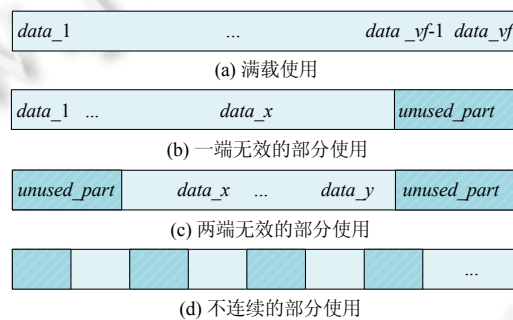 data_1 ... data_vf-1 data_vf
(a) 满载使用
data_1 ... data_x unused_part
(b) 一端无效的部分使用
unused_part data_x ... data_y unused_part
(c) 两端无效的部分使用
...
(d) 不连续的部分使用